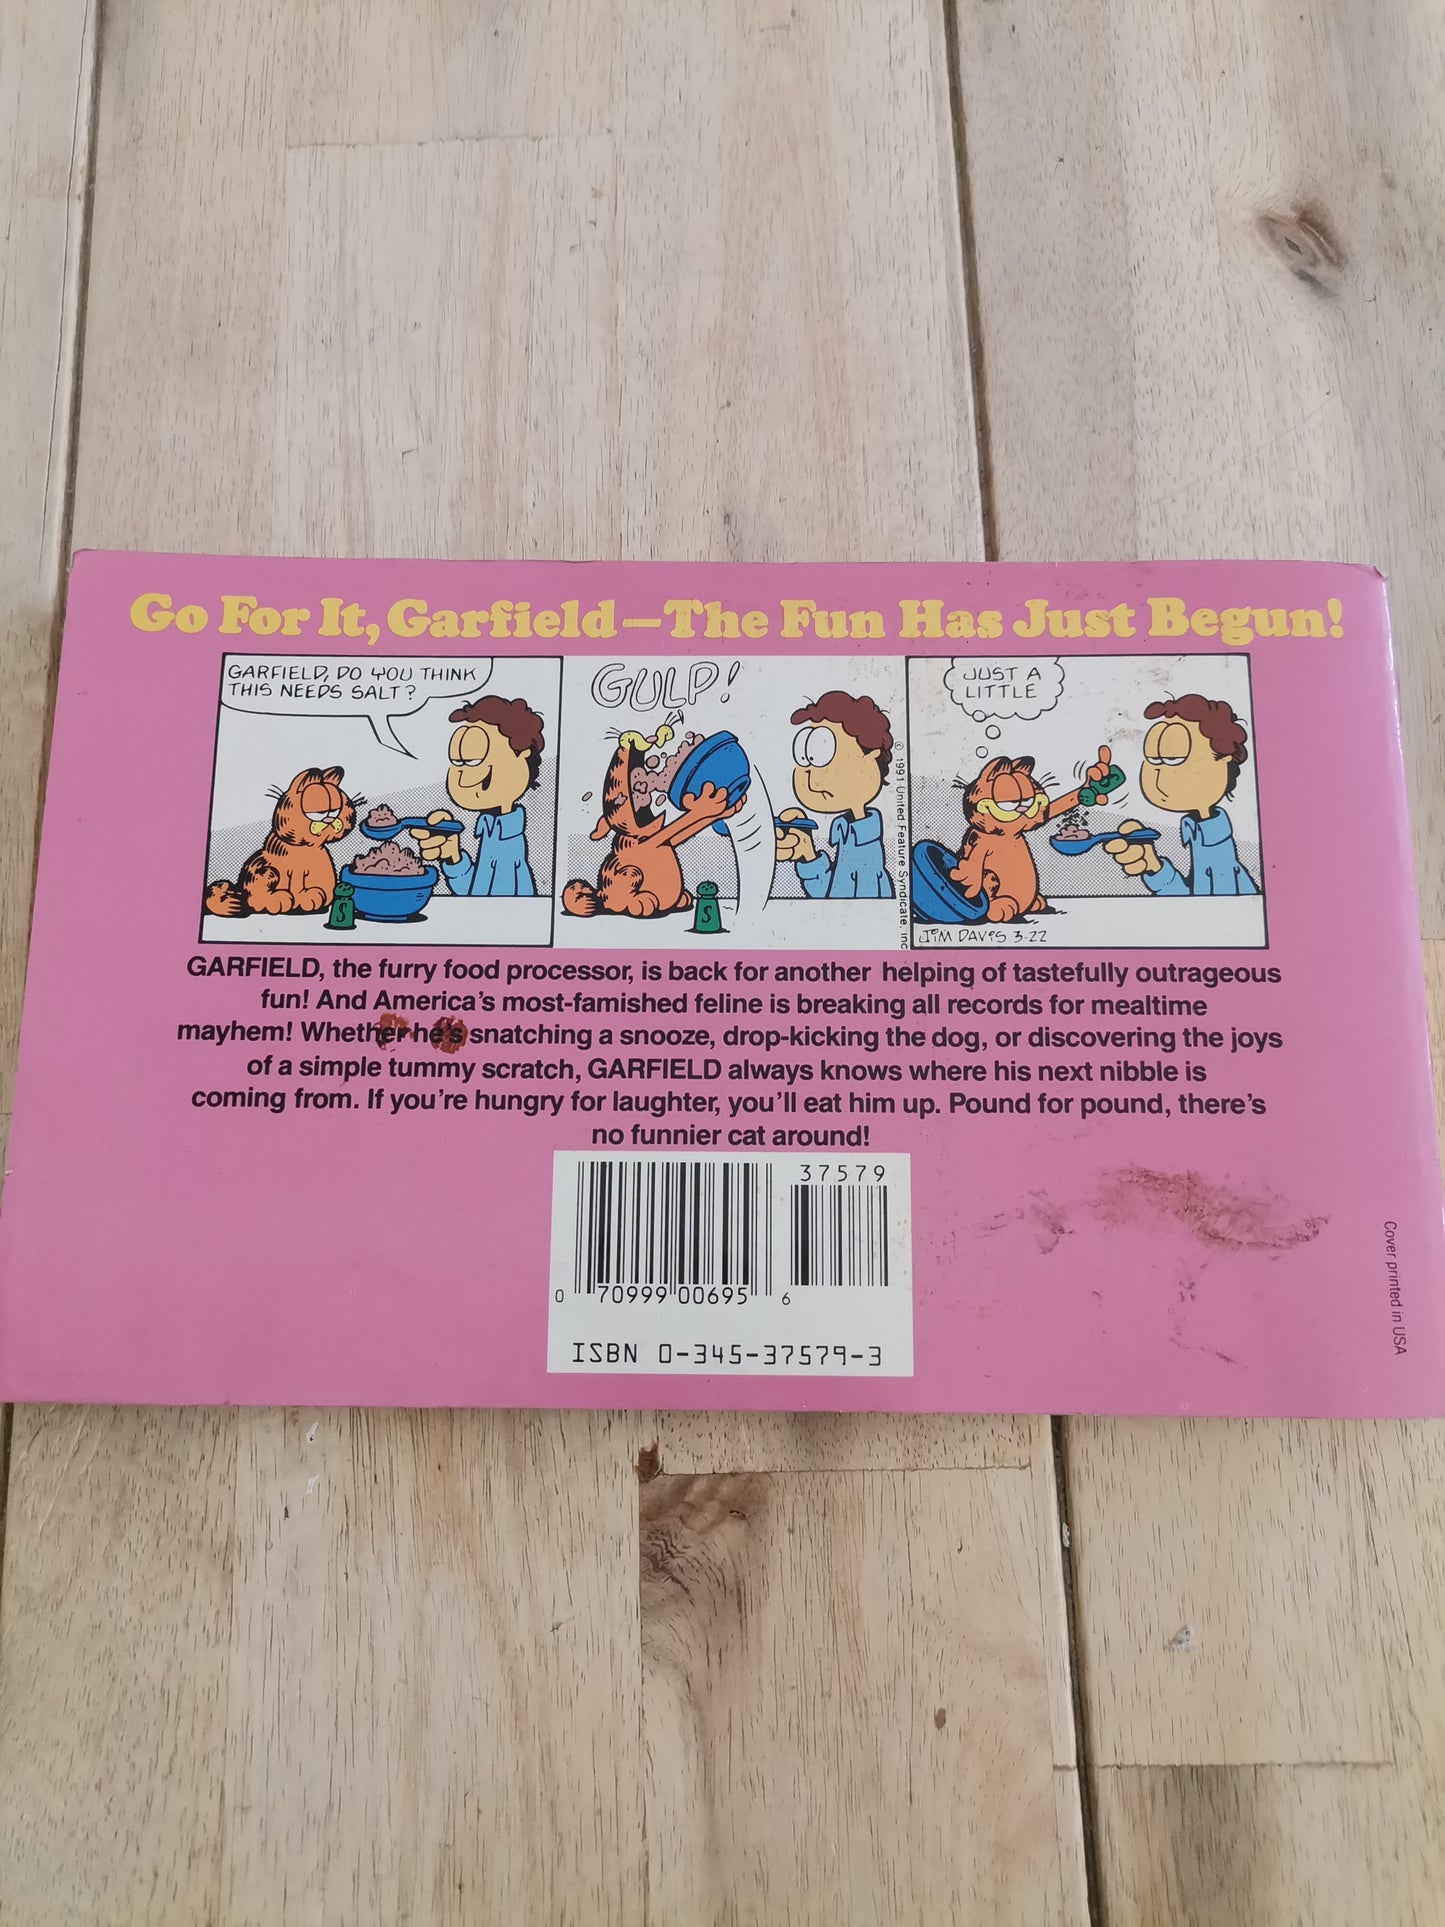 Go For It, Garfield—The Fun Has Just Begun!
GARFIELD, DO YOU THINK
THIS NEEDS SALT?
GULP!
© 1991 United Feature Syndicate, Inc
JUST A
LITTLE
S
S
S
JIM DAVIS 3-22
GARFIELD, the furry food processor, is back for another helping of tastefully outrageous
fun! And America's most-famished feline is breaking all records for mealtime
mayhem! Whether he's snatching a snooze, drop-kicking the dog, or discovering the joys
of a simple tummy scratch, GARFIELD always knows where his next nibble is
coming from. If you're hungry for laughter, you'll eat him up. Pound for pound, there's
no funnier cat around!
37579
0 70999 00695 6
ISBN 0-345-37579-3
Cover printed in USA